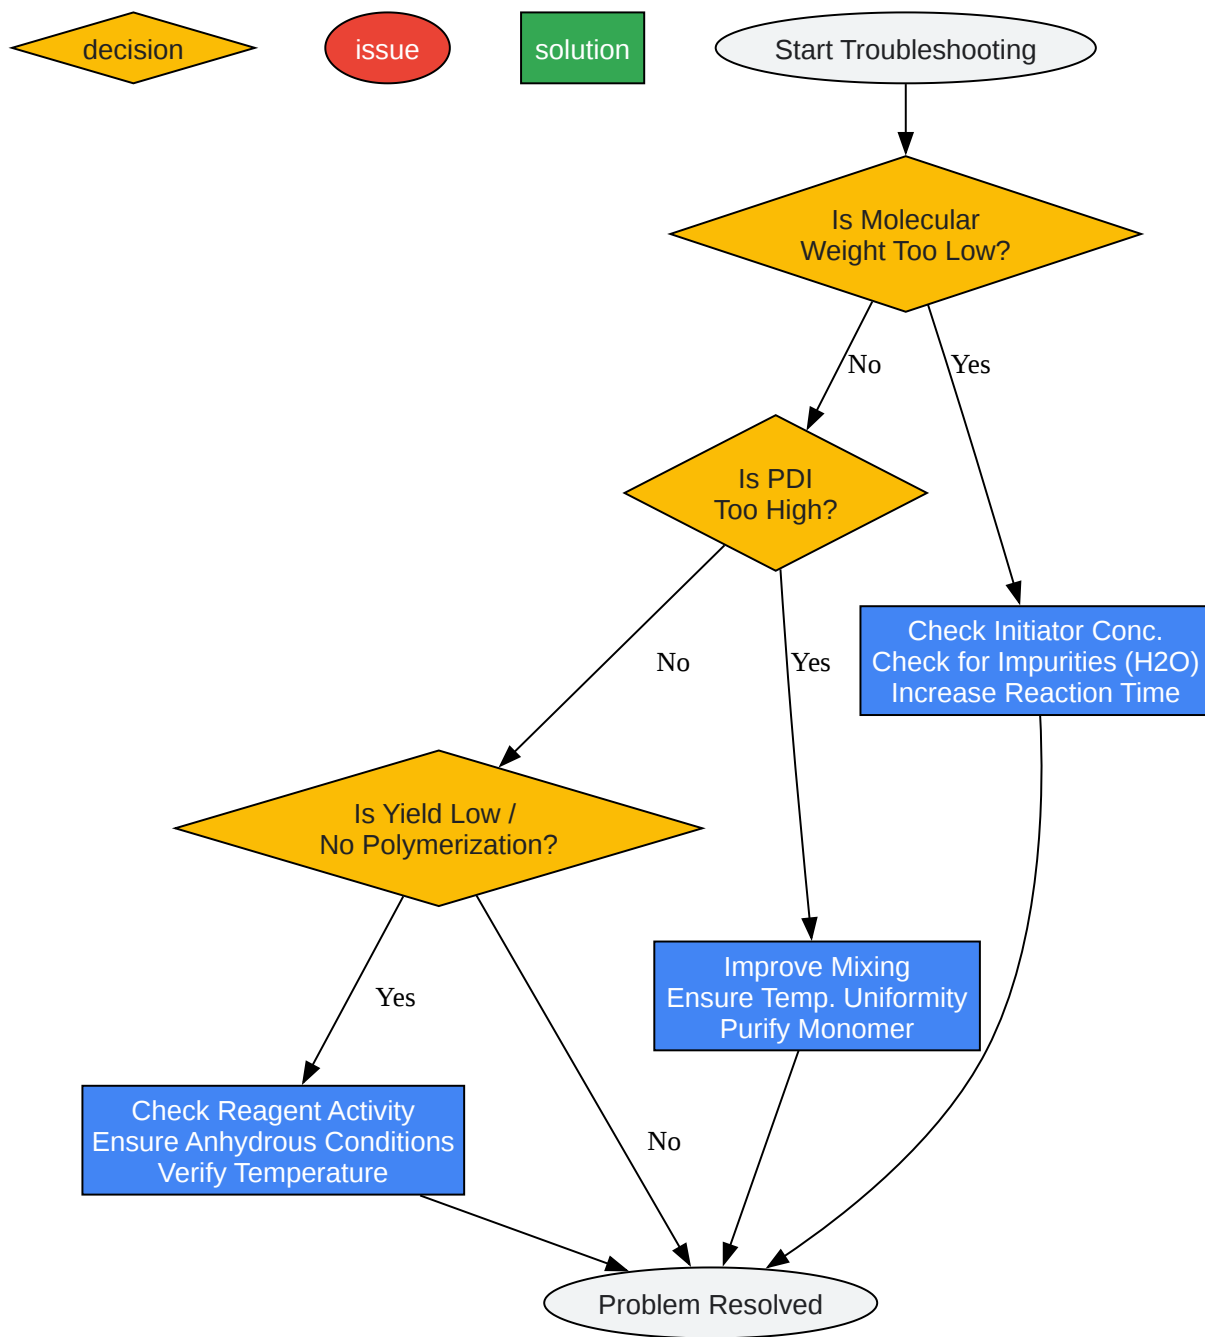 decision
issue
solution
Start Troubleshooting
Is Molecular
Weight Too Low?
No
Yes
Is PDI
Too High?
No
Yes
Check Initiator Conc.
Check for Impurities (H2O)
Increase Reaction Time
Is Yield Low /
No Polymerization?
Yes
No
Improve Mixing
Ensure Temp. Uniformity
Purify Monomer
Check Reagent Activity
Ensure Anhydrous Conditions
Verify Temperature
Problem Resolved